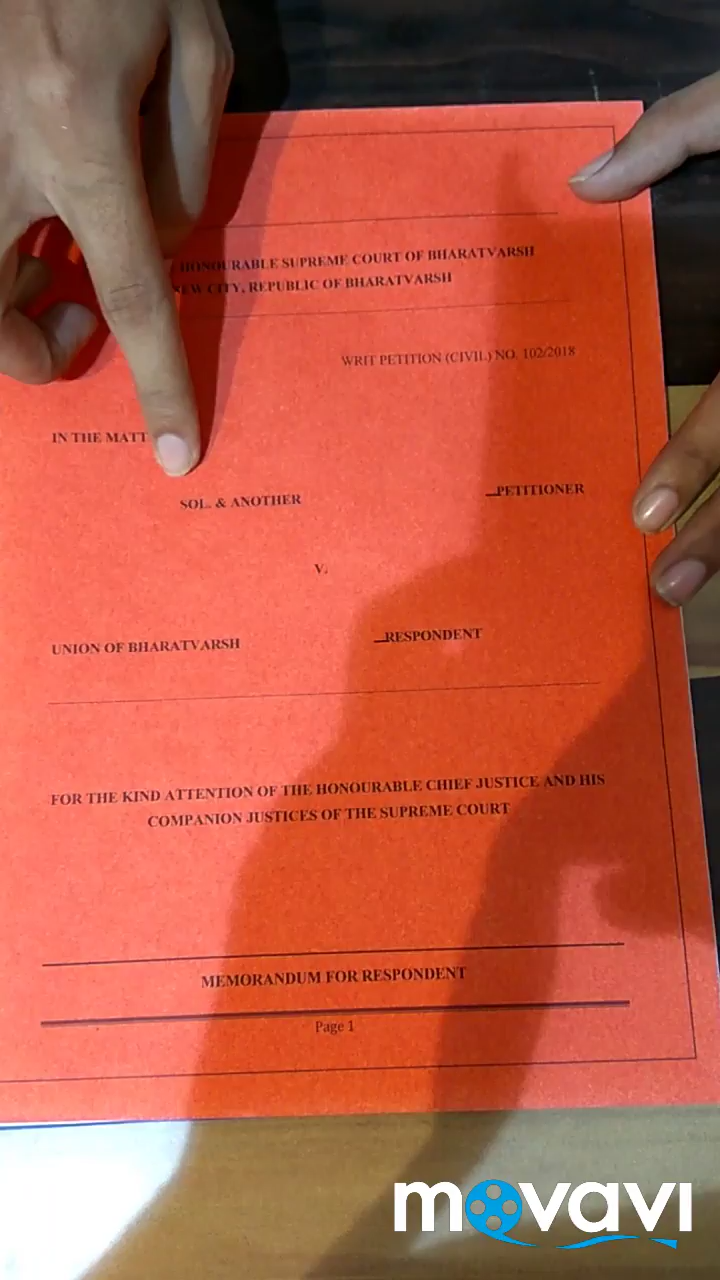 HONOURABLE SUPREME COURT OF BHARATVARSH
NEW CITY, REPUBLIC OF BHARATVARSH
WRIT PETITION (CIVIL) NO. 102/2018
IN THE MATT
SOL. & ANOTHER
PETITIONER
V.
UNION OF BHARATVARSH
RESPONDENT
FOR THE KIND ATTENTION OF THE HONOURABLE CHIEF JUSTICE AND HIS
COMPANION JUSTICES OF THE SUPREME COURT
MEMORANDUM FOR RESPONDENT
Page 1
movavi